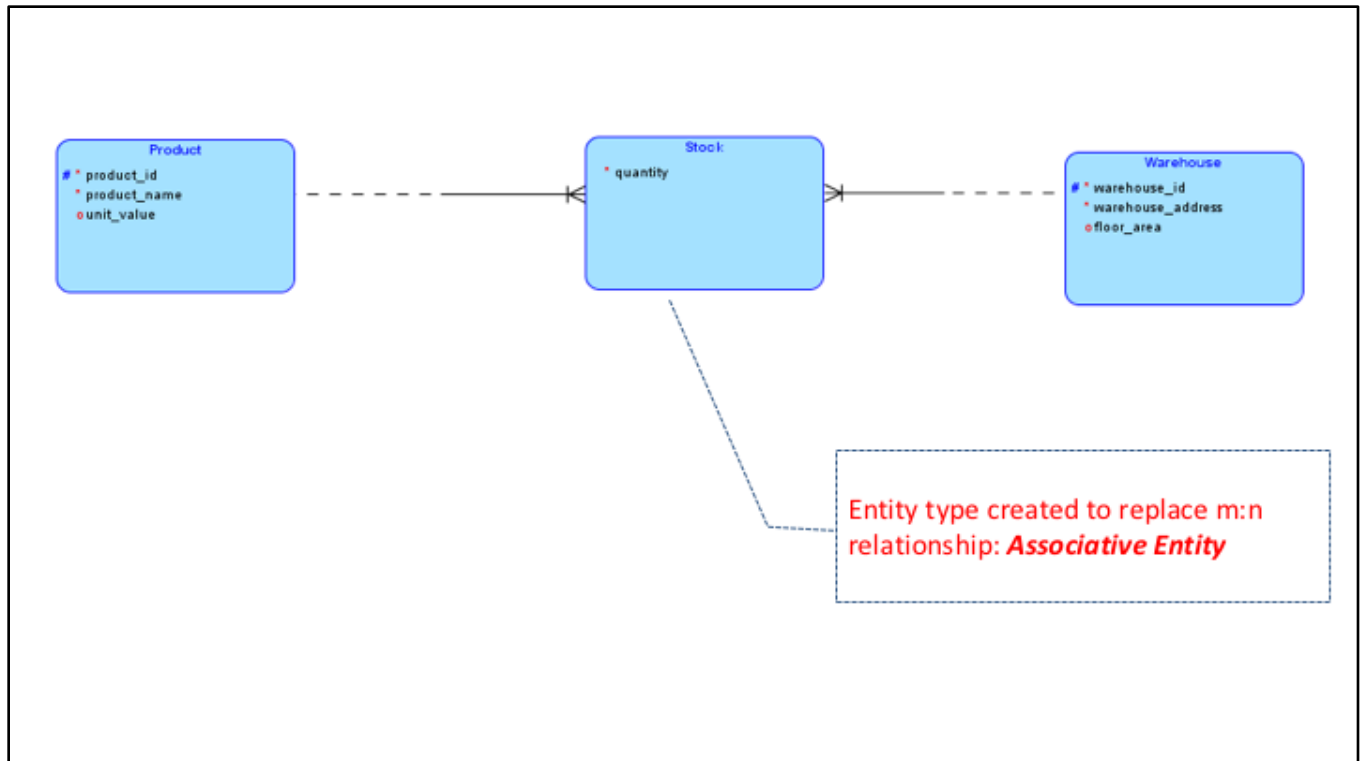 Product
# * product_id
* product_name
o unit_value
Stock
* quantity
Warehouse
# * warehouse_id
* warehouse_address
o floor_area
Entity type created to replace m:n
relationship: Associative Entity